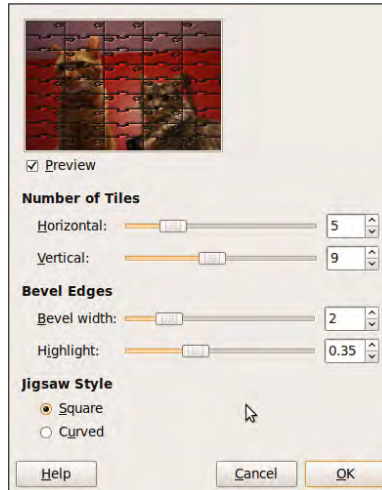 Preview
Number of Tiles
Horizontal: 5
Vertical: 9
Bevel Edges
Bevel width: 2
Highlight: 0.35
Jigsaw Style
Square
Curved
Help Cancel OK